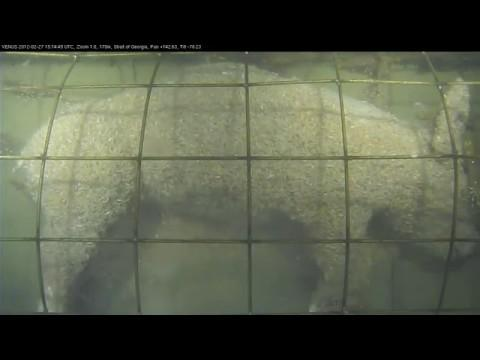 VENUS 2012-02-27 15:14:49 UTC, Zoom 1.0, 170m, Strait of Georgia, Pan +142.63, Tilt -78.23